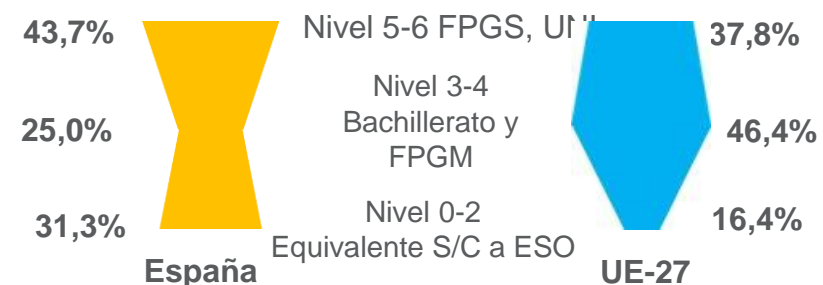 43,7%
Nivel 5-6 FPGS,
37,8%
Nivel 3-4
Bachillerato y
FPGM
25,0%
46,4%
Nivel 0-2
Equivalente S/C a ESO
31,3%
16,4%
España
UE-27